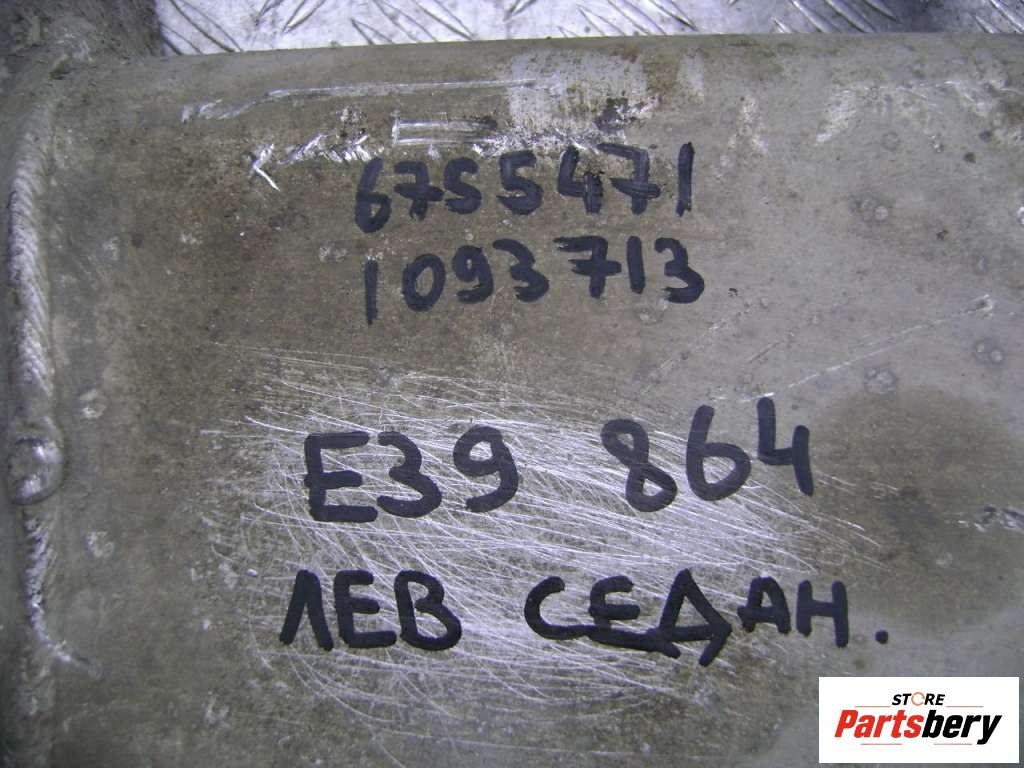 6755471
1093713
E39 864
ЛЕВ СЕДАН.
STORE
Partsbery